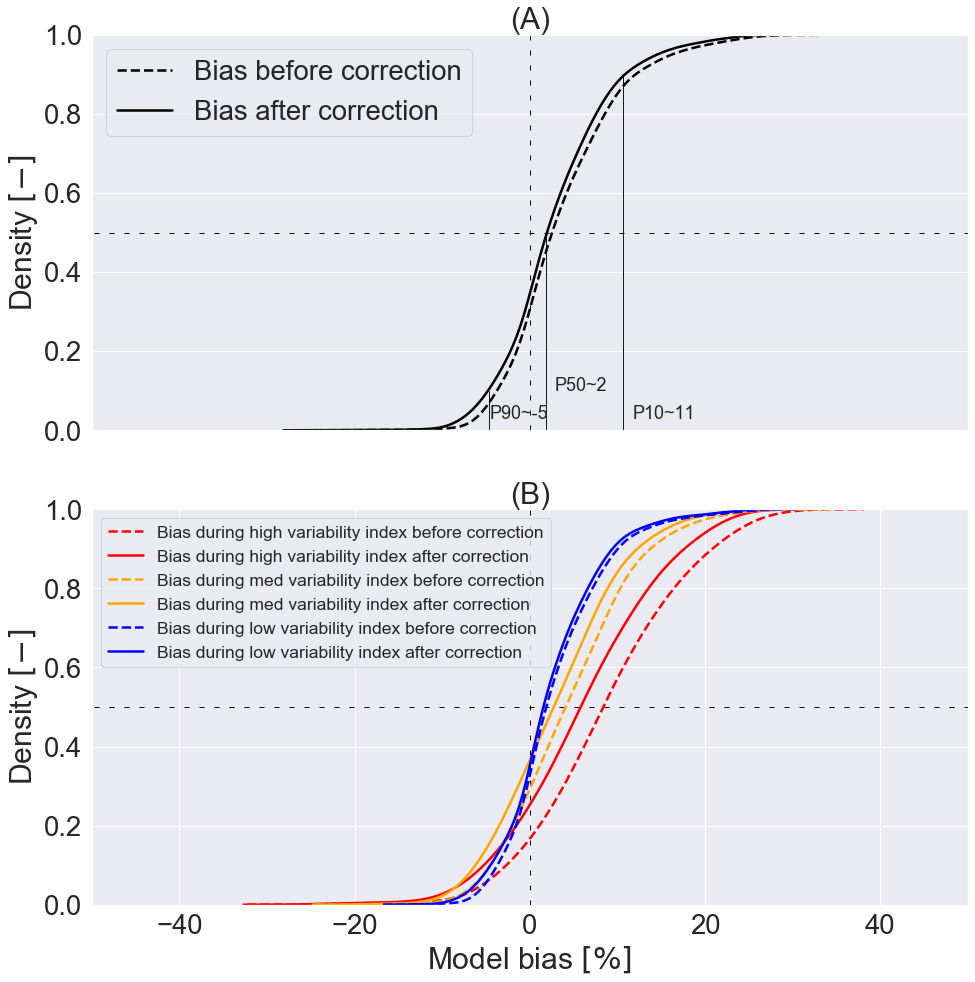 (A)
1.0
Bias before correction
Bias after correction
0.8
0.6
0.4
0.2
0.0
Density [−]
P50~2
P90~-5
P10~11
(B)
1.0
Bias during high variability index before correction
Bias during high variability index after correction
Bias during med variability index before correction
Bias during med variability index after correction
Bias during low variability index before correction
Bias during low variability index after correction
0.8
0.6
0.4
0.2
0.0
Density [−]
−40 −20 0 20 40
Model bias [%]